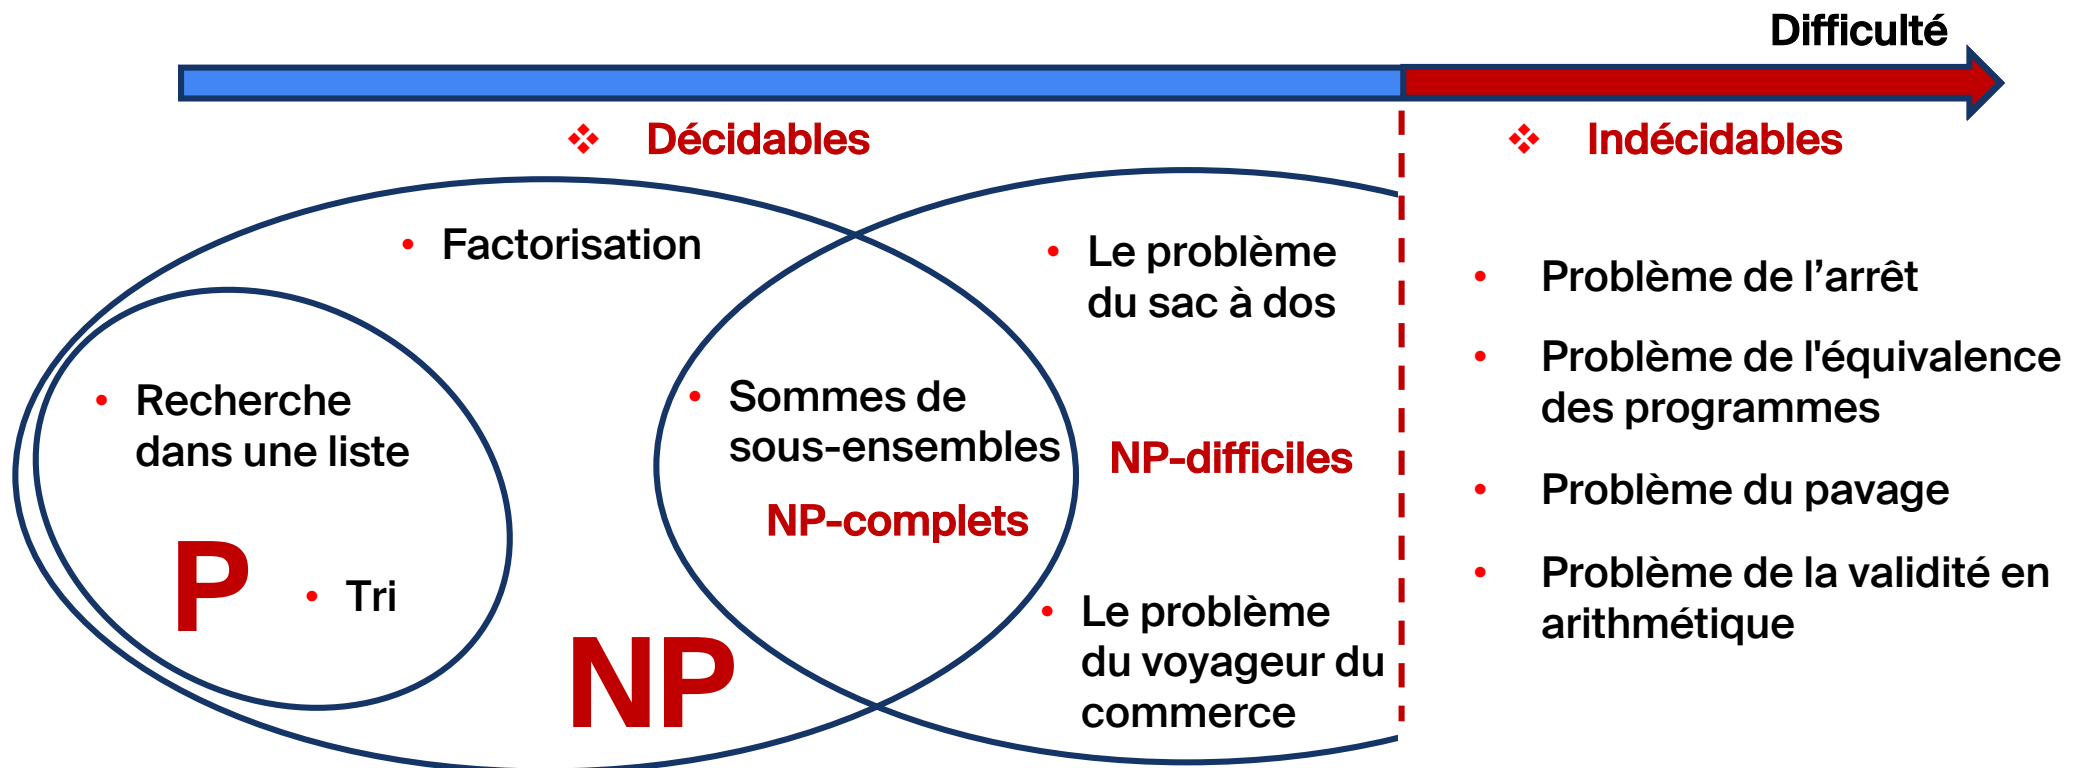 Difficulté
❖ Décidables
❖ Indécidables
• Factorisation
• Recherche
dans une liste
P
• Tri
NP
• Sommes de
sous-ensembles
NP-complets
• Le problème
du sac à dos
NP-difficiles
• Le problème
du voyageur du
commerce
• Problème de l’arrêt
• Problème de l'équivalence
des programmes
• Problème du pavage
• Problème de la validité en
arithmétique